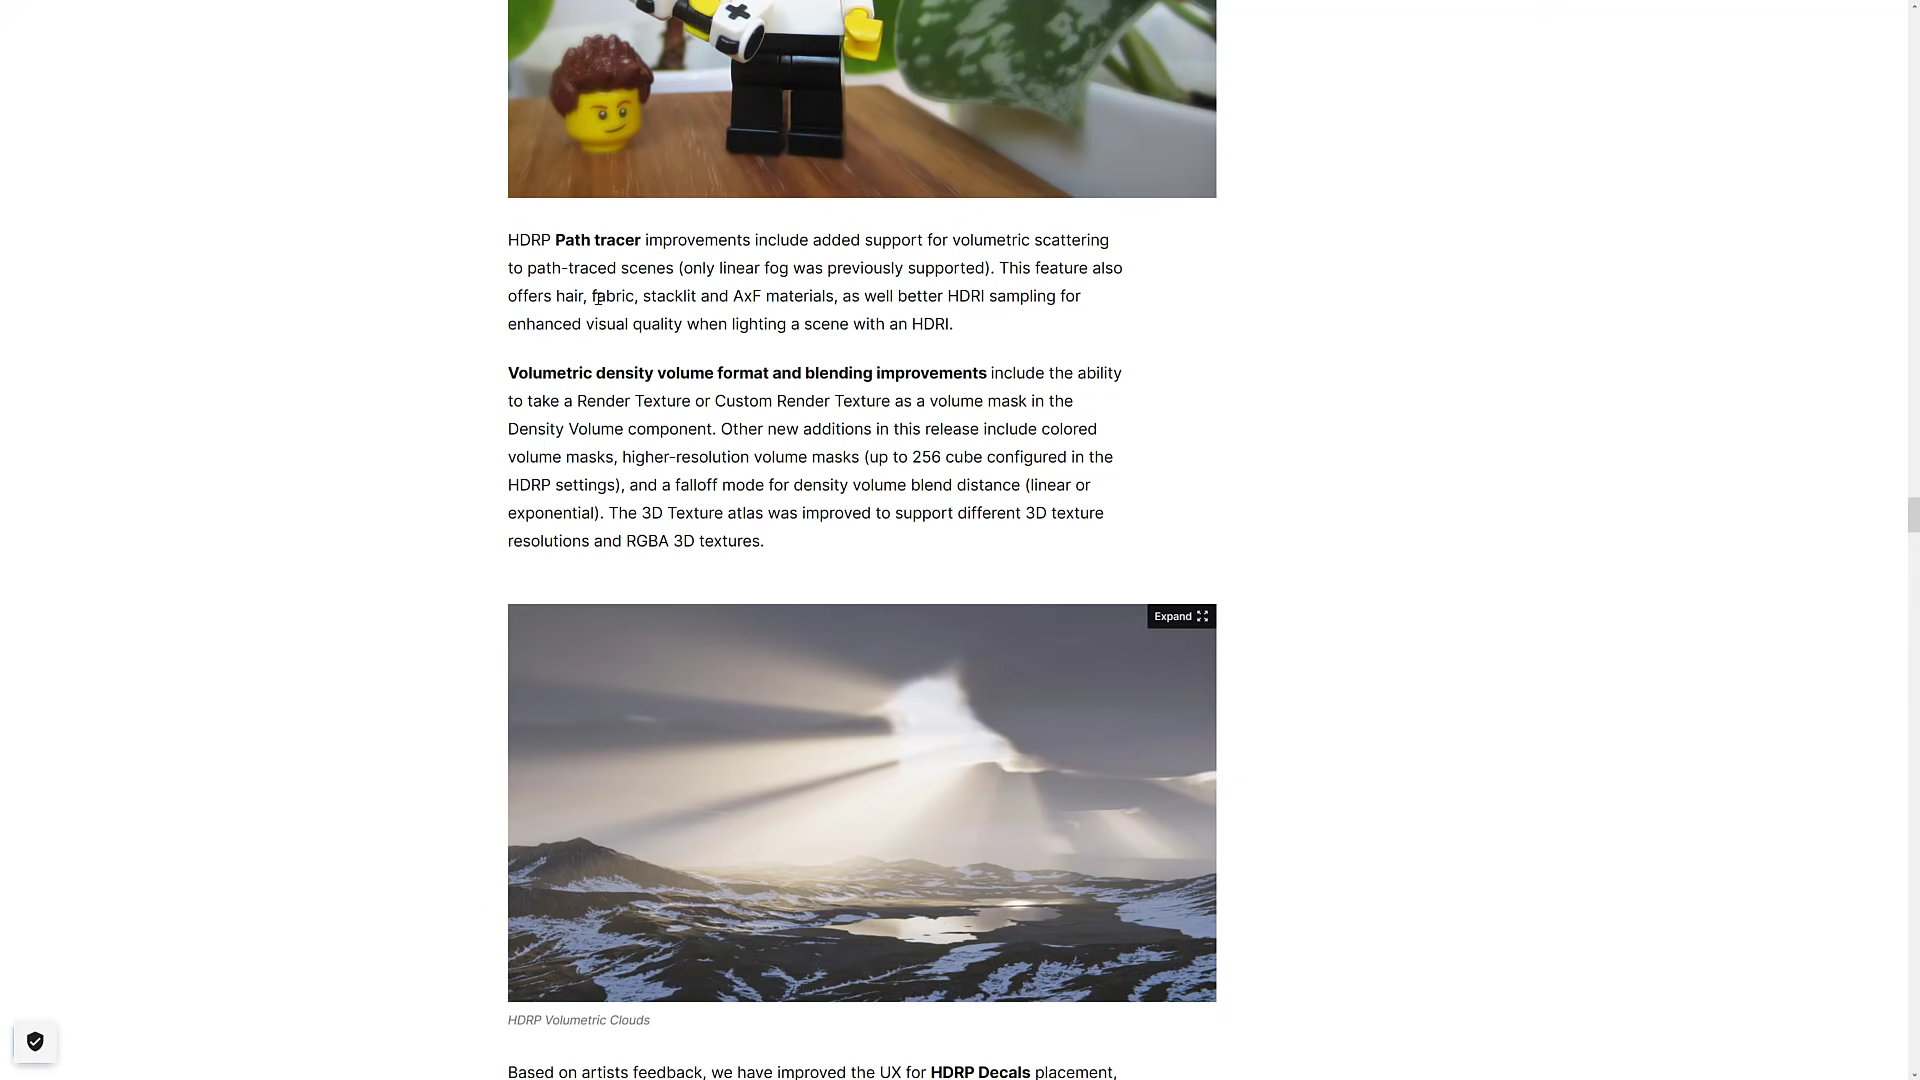 HDRP Path tracer improvements include added support for volumetric scattering
to path-traced scenes (only linear fog was previously supported). This feature also
offers hair, fabric, stacklit and AxF materials, as well better HDRI sampling for
enhanced visual quality when lighting a scene with an HDRI.
Volumetric density volume format and blending improvements include the ability
to take a Render Texture or Custom Render Texture as a volume mask in the
Density Volume component. Other new additions in this release include colored
volume masks, higher-resolution volume masks (up to 256 cube configured in the
HDRP settings), and a falloff mode for density volume blend distance (linear or
exponential). The 3D Texture atlas was improved to support different 3D texture
resolutions and RGBA 3D textures.
Expand
HDRP Volumetric Clouds
Based on artists feedback, we have improved the UX for HDRP Decals placement,